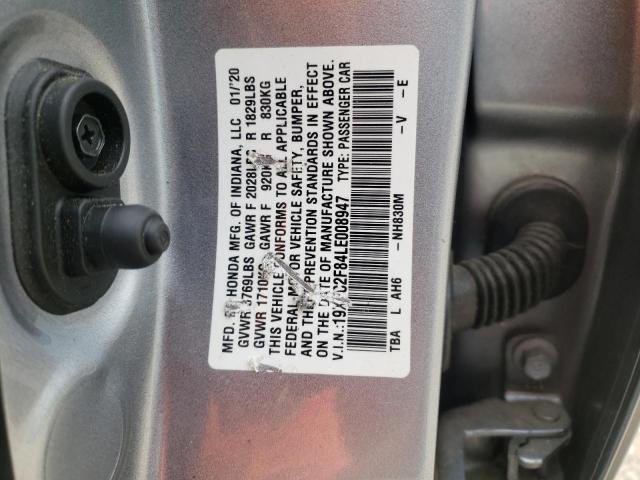 MFD. BY HONDA MFG. OF INDIANA, LLC 01/'20
GVWR 3769LBS GAWR F 2028LBS R 1829LBS
GVWR 1710KG GAWR F 920KG R 830KG
THIS VEHICLE CONFORMS TO ALL APPLICABLE
FEDERAL MOTOR VEHICLE SAFETY, BUMPER,
AND THEFT PREVENTION STANDARDS IN EFFECT
ON THE DATE OF MANUFACTURE SHOWN ABOVE.
V.I.N.: TYPE: PASSENGER CAR
TBA L AH6 -NH830M -V -E